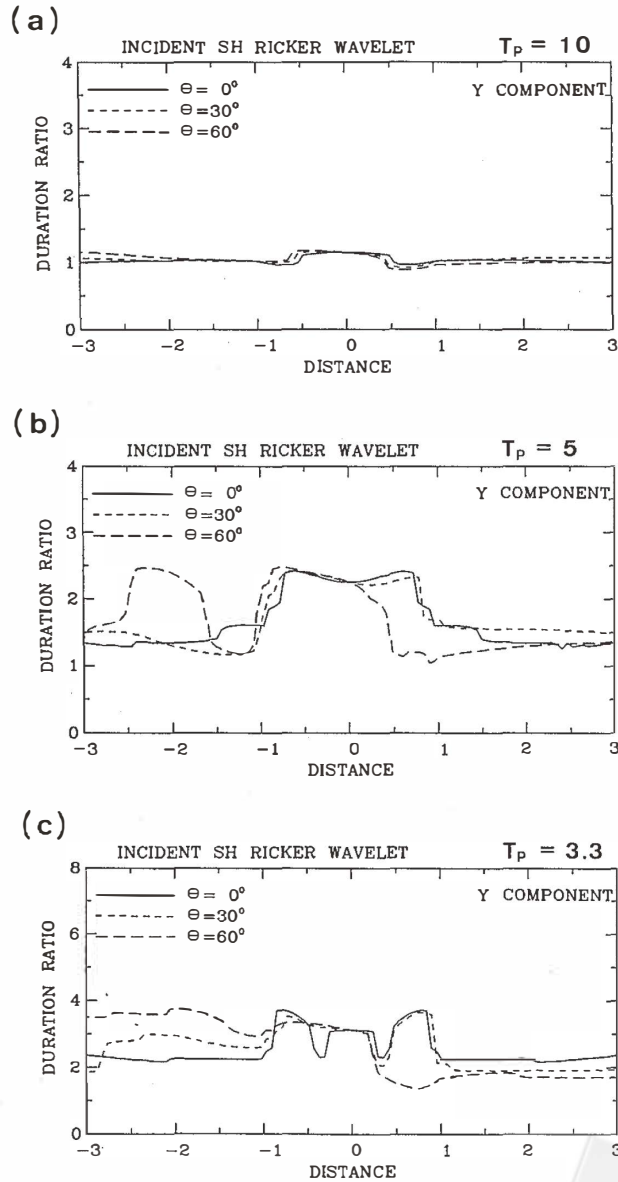 (a)
INCIDENT SH RICKER WAVELET Tp = 10
4
3
2
1
0
DURATION RATIO
Θ= 0°
Θ=30°
Θ=60°
Y COMPONENT
-3 -2 -1 0 1 2 3
DISTANCE
(b)
INCIDENT SH RICKER WAVELET Tp = 5
4
3
2
1
0
DURATION RATIO
Θ= 0°
Θ=30°
Θ=60°
Y COMPONENT
-3 -2 -1 0 1 2 3
DISTANCE
(c)
INCIDENT SH RICKER WAVELET Tp = 3.3
8
6
4
2
0
DURATION RATIO
Θ= 0°
Θ=30°
Θ=60°
Y COMPONENT
-3 -2 -1 0 1 2 3
DISTANCE